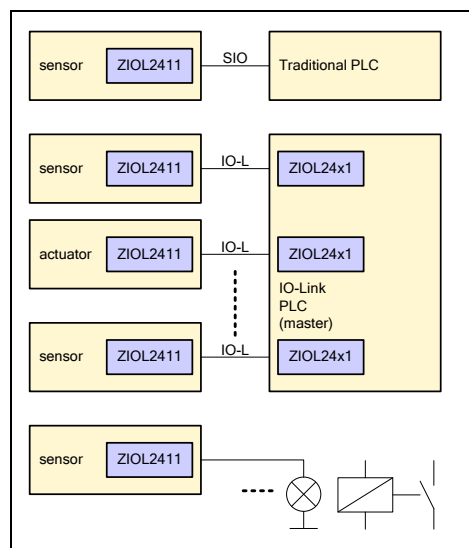 SIO
sensor ZIOL2411 Traditional PLC
IO-L
sensor ZIOL2411 ZIOL24x1
IO-L
actuator ZIOL2411 ZIOL24x1
IO-Link
PLC
(master)
IO-L
sensor ZIOL2411 ZIOL24x1
sensor ZIOL2411